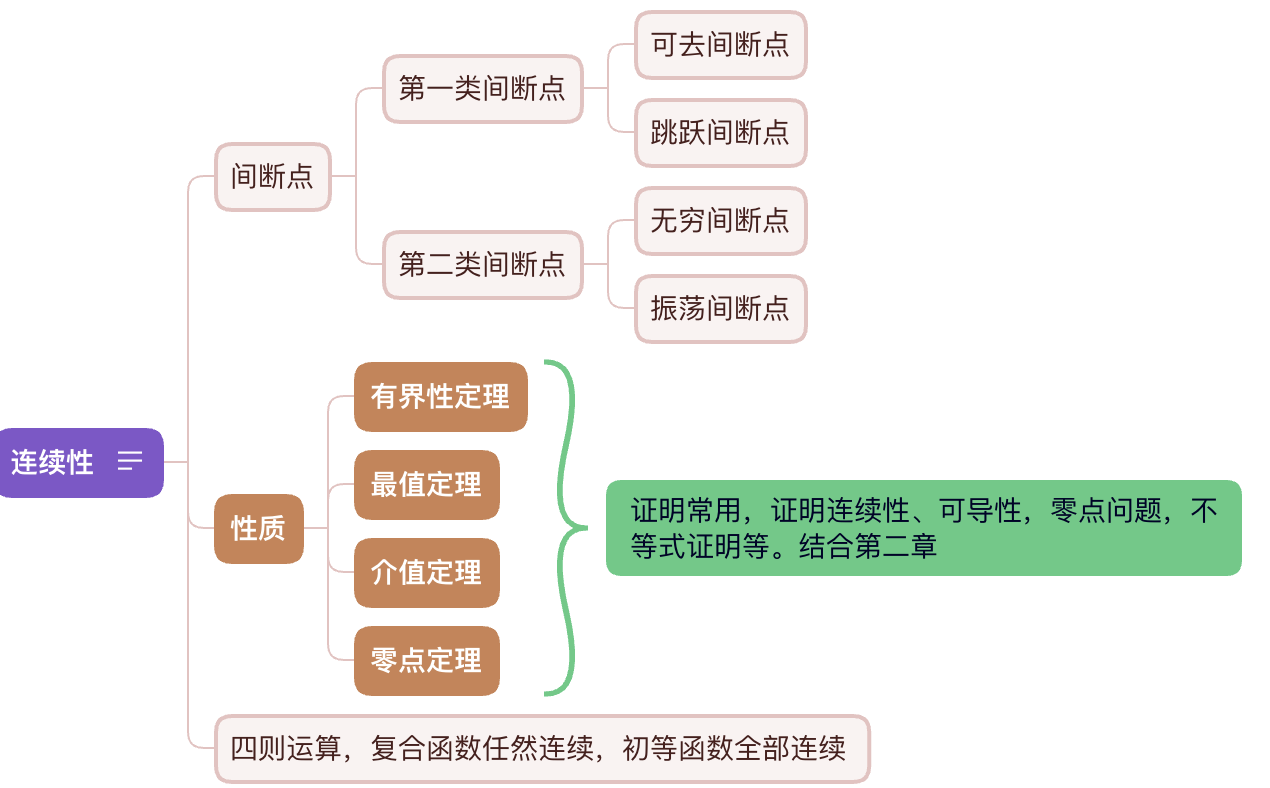 可去间断点
第一类间断点
跳跃间断点
间断点
无穷间断点
第二类间断点
振荡间断点
有界性定理
连续性
最值定理
性质
证明常用，证明连续性、可导性，零点问题，不
等式证明等。结合第二章
介值定理
零点定理
四则运算，复合函数任然连续，初等函数全部连续